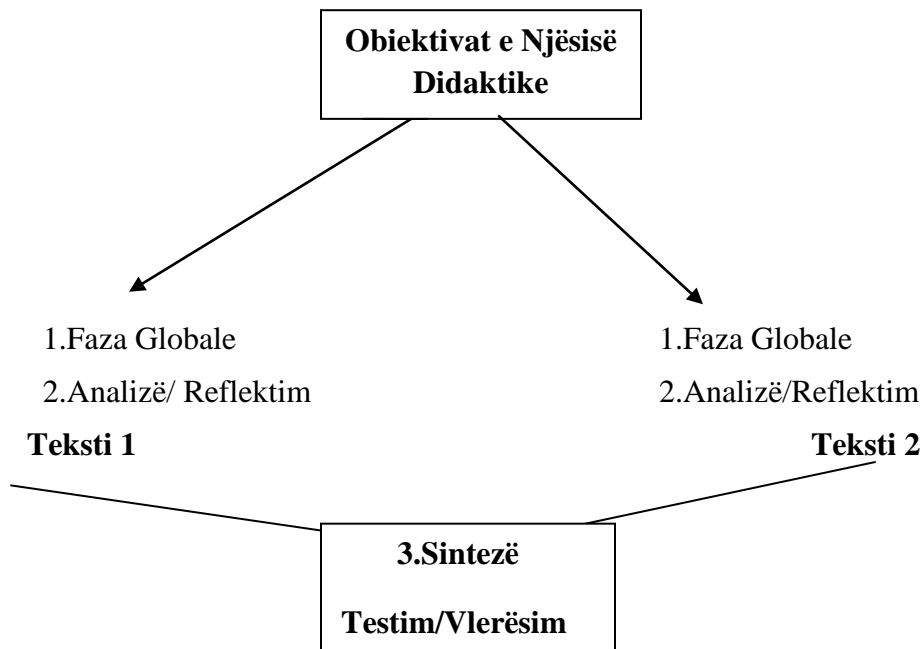 Obiektivat e Njësisë
Didaktike
1.Faza Globale
2.Analizë/ Reflektim
Teksti 1
1.Faza Globale
2.Analizë/Reflektim
Teksti 2
3.Sintezë
Testim/Vlerësim